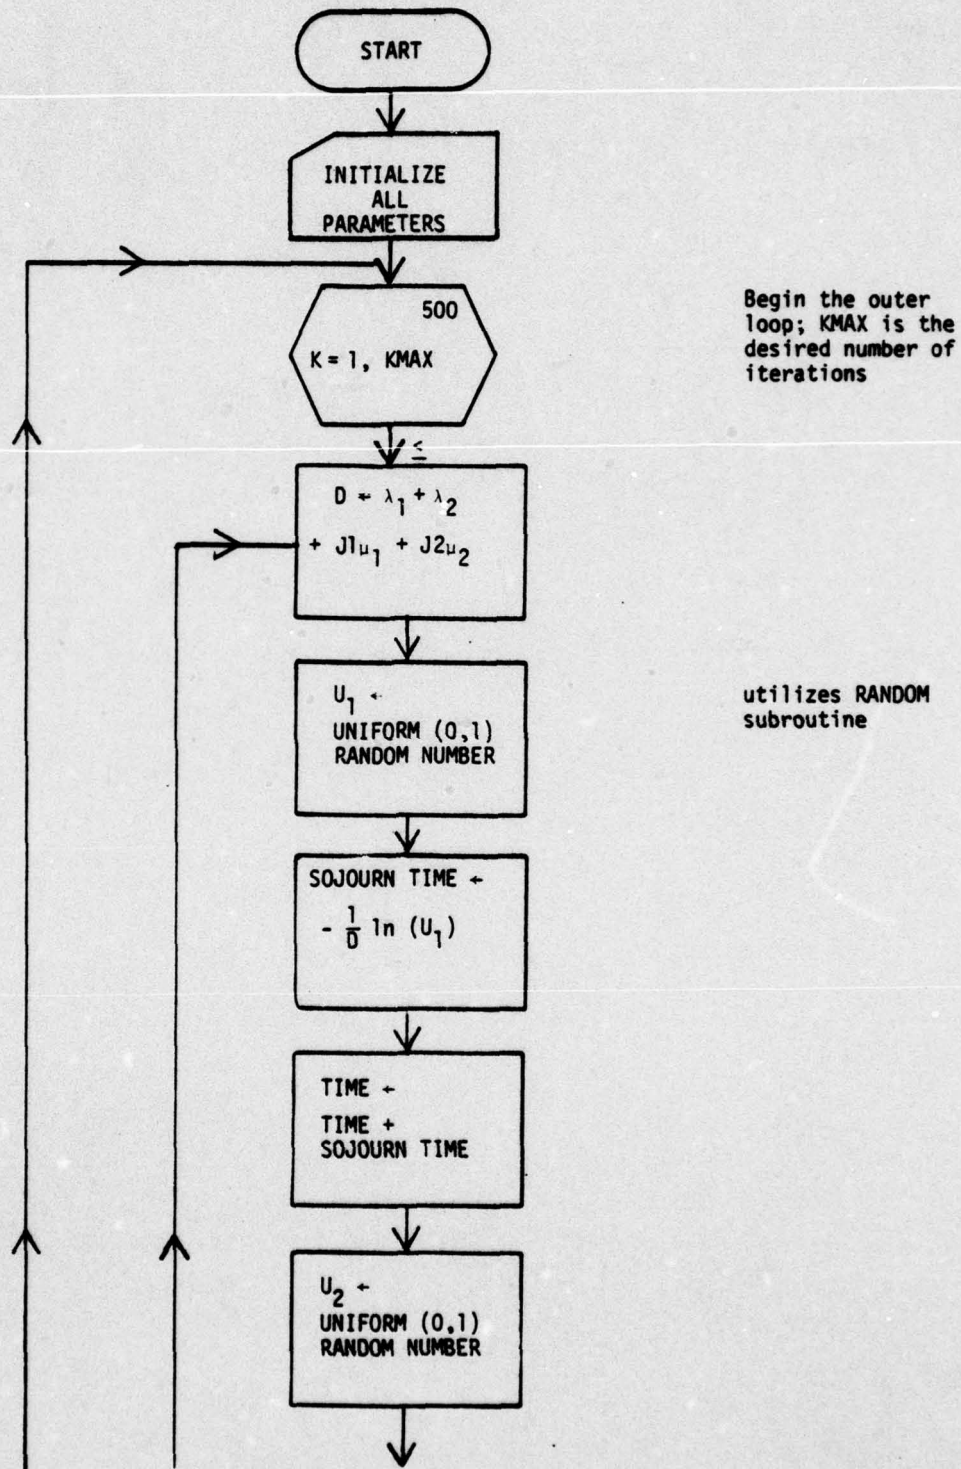 START
INITIALIZE
ALL
PARAMETERS
500
K = 1, KMAX
Begin the outer
loop; KMAX is the
desired number of
iterations
≤
D ← λ₁ + λ₂
+ J1μ₁ + J2μ₂
U₁ ←
UNIFORM (0,1)
RANDOM NUMBER
utilizes RANDOM
subroutine
SOJOURN TIME ←
- 1/D ln (U₁)
TIME ←
TIME +
SOJOURN TIME
U₂ ←
UNIFORM (0,1)
RANDOM NUMBER